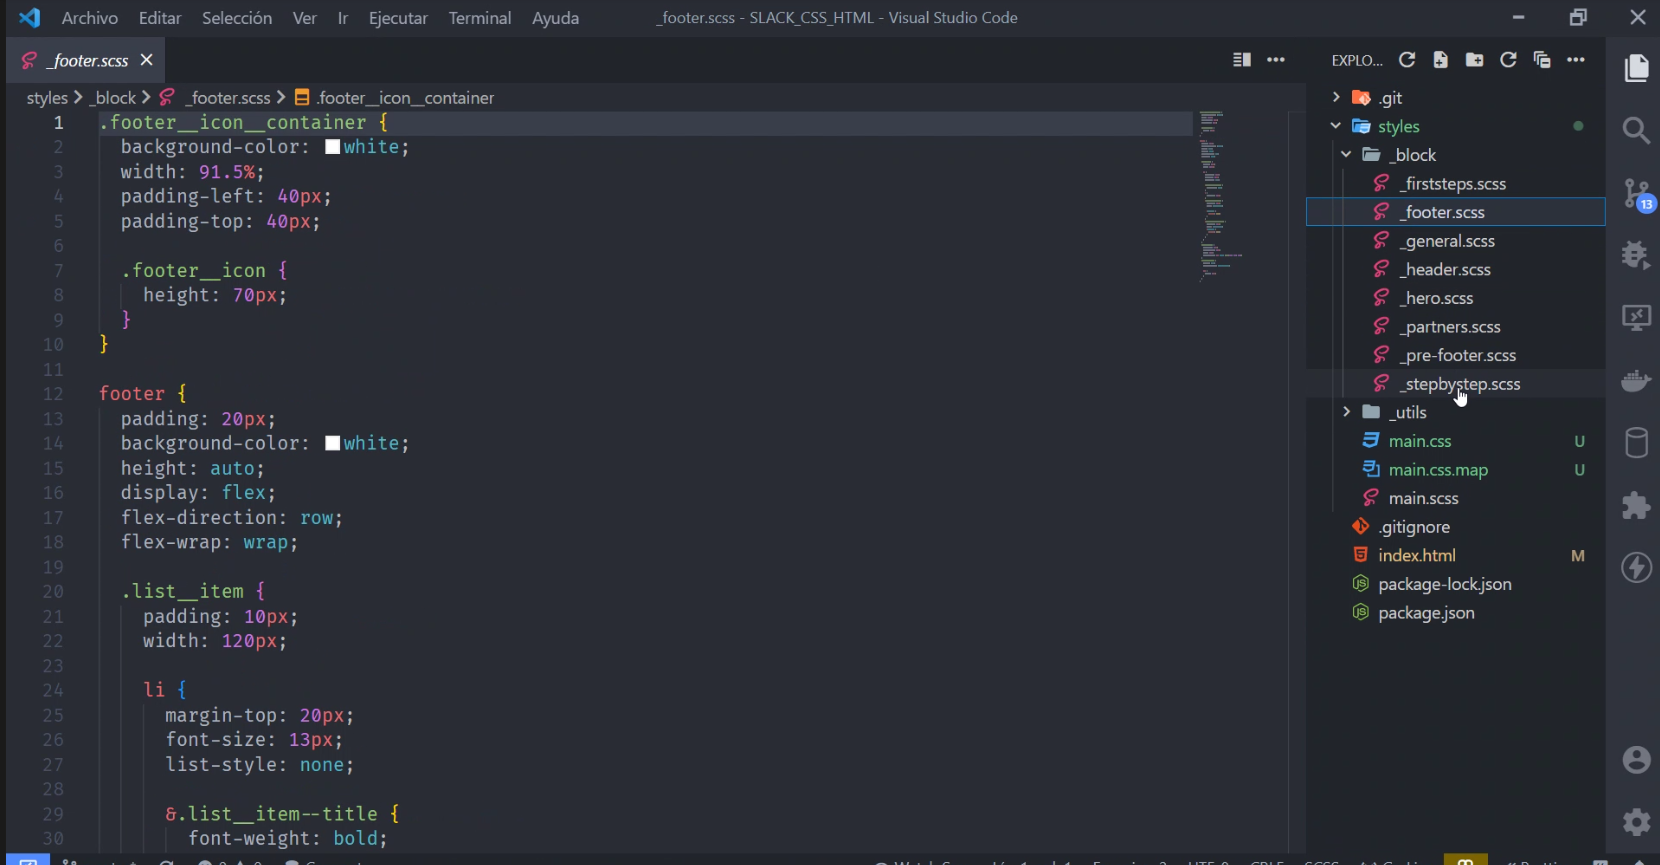 Archivo Editar Selección Ver Ir Ejecutar Terminal Ayuda _footer.scss - SLACK_CSS_HTML - Visual Studio Code
_footer.scss
styles > _block > _footer.scss > .footer__icon__container
1 .footer__icon__container {
2 background-color: white;
3 width: 91.5%;
4 padding-left: 40px;
5 padding-top: 40px;
6
7 .footer__icon {
8 height: 70px;
9 }
10 }
11
12 footer {
13 padding: 20px;
14 background-color: white;
15 height: auto;
16 display: flex;
17 flex-direction: row;
18 flex-wrap: wrap;
19
20 .list__item {
21 padding: 10px;
22 width: 120px;
23
24 li {
25 margin-top: 20px;
26 font-size: 13px;
27 list-style: none;
28
29 &.list__item--title {
30 font-weight: bold;
EXPLO...
.git
styles
_block
_firststeps.scss
_footer.scss
_general.scss
_header.scss
_hero.scss
_partners.scss
_pre-footer.scss
_stepbystep.scss
_utils
main.css U
main.css.map U
main.scss
.gitignore
index.html M
package-lock.json
package.json
13